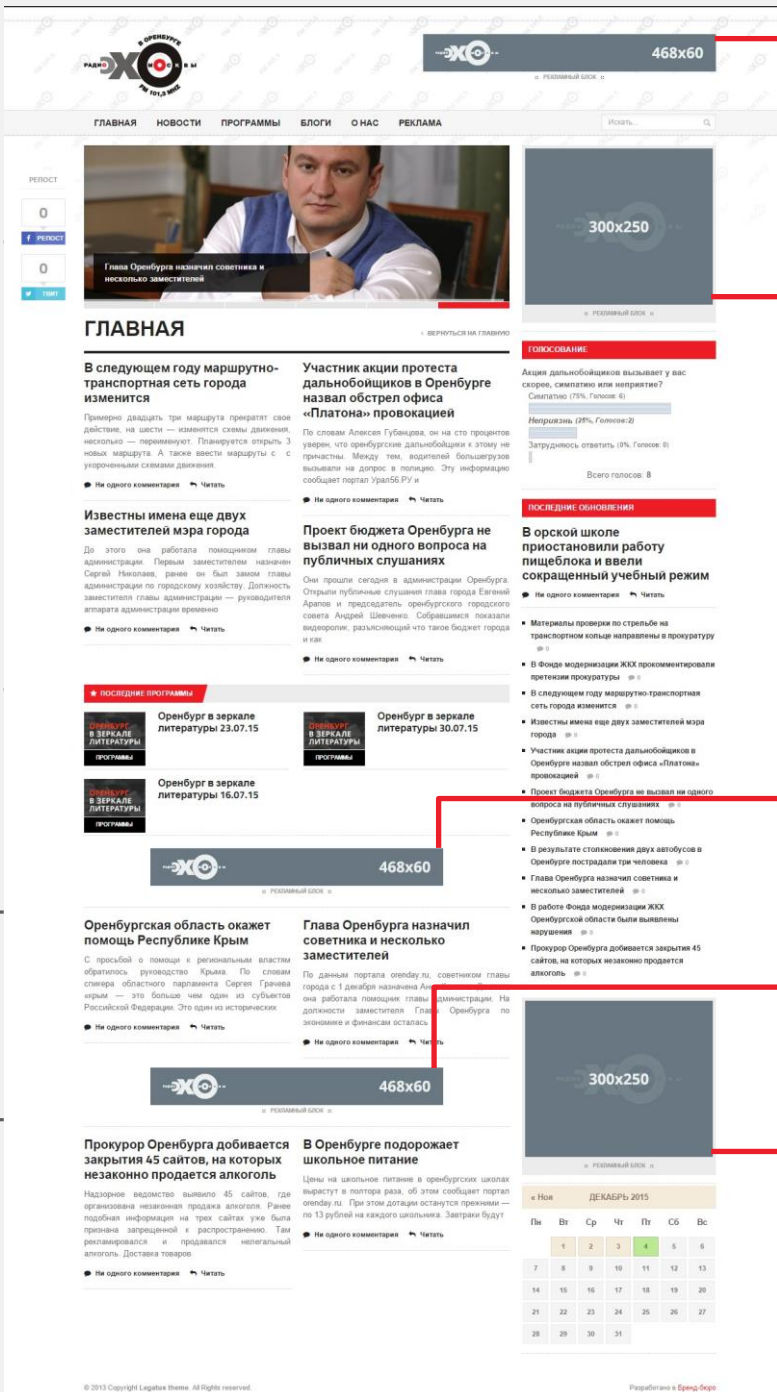 В ОРЕНБУРГЕ
РАДИО ЭХО МОСКВЫ
FM 101,3 MHZ
468x60
:: РЕКЛАМНЫЙ БЛОК ::
ГЛАВНАЯ НОВОСТИ ПРОГРАММЫ БЛОГИ О НАС РЕКЛАМА
Искать...
РЕПОСТ
0
РЕПОСТ
0
ТВИТ
Глава Оренбурга назначил советника и
несколько заместителей
300x250
:: РЕКЛАМНЫЙ БЛОК ::
ГЛАВНАЯ
‹ ВЕРНУТЬСЯ НА ГЛАВНУЮ
В следующем году маршрутно-
транспортная сеть города
изменится
Примерно двадцать три маршрута прекратят свое
действие, на шести — изменятся схемы движения,
несколько — переименуют. Планируется открыть 3
новых маршрута. А также ввести маршруты с с
укороченными схемами движения
Ни одного комментария Читать
Известны имена еще двух
заместителей мэра города
До этого она работала помощником главы
администрации. Первым заместителем назначен
Сергей Николаев, ранее он был замом главы
администрации по городскому хозяйству. Должность
заместителя главы администрации — руководителя
аппарата администрации временно
Ни одного комментария Читать
Участник акции протеста
дальнобойщиков в Оренбурге
назвал обстрел офиса
«Платона» провокацией
По словам Алексея Губанцова, он на сто процентов
уверен, что оренбургские дальнобойщики к этому не
причастны. Между тем, водителей большегрузов
вызывали на допрос в полицию. Эту информацию
сообщает портал Урал56.РУ и
Ни одного комментария Читать
Проект бюджета Оренбурга не
вызвал ни одного вопроса на
публичных слушаниях
Они прошли сегодня в администрации Оренбурга.
Открыли публичные слушания глава города Евгений
Арапов и председатель оренбургского городского
совета Андрей Шевченко. Собравшимся показали
видеоролик, разъясняющий что такое бюджет города
и как
Ни одного комментария Читать
ПОСЛЕДНИЕ ПРОГРАММЫ
ОРЕНБУРГ
В ЗЕРКАЛЕ
ЛИТЕРАТУРЫ
ПРОГРАММЫ
Оренбург в зеркале
литературы 23.07.15
ОРЕНБУРГ
В ЗЕРКАЛЕ
ЛИТЕРАТУРЫ
ПРОГРАММЫ
Оренбург в зеркале
литературы 30.07.15
ОРЕНБУРГ
В ЗЕРКАЛЕ
ЛИТЕРАТУРЫ
ПРОГРАММЫ
Оренбург в зеркале
литературы 16.07.15
468x60
:: РЕКЛАМНЫЙ БЛОК ::
Оренбургская область окажет
помощь Республике Крым
С просьбой о помощи к региональным властям
обратилось руководство Крыма. По словам
спикера областного парламента Сергея Грачева
«крым — это больше чем один из субъектов
Российской Федерации. Это один из исторических
Ни одного комментария Читать
Глава Оренбурга назначил
советника и несколько
заместителей
По данным портала orenday.ru, советником главы
города с 1 декабря назначена
она работала помощник главы администрации. На
должности заместителя Главы Оренбурга по
экономике и финансам осталась
Ни одного комментария Читать
468x60
:: РЕКЛАМНЫЙ БЛОК ::
Прокурор Оренбурга добивается
закрытия 45 сайтов, на которых
незаконно продается алкоголь
Надзорное ведомство выявило 45 сайтов, где
организована незаконная продажа алкоголя. Ранее
подобная информация на трех сайтах уже была
признана запрещенной к распространению. Там
рекламировался и продавался нелегальный
алкоголь. Доставка товаров
Ни одного комментария Читать
В Оренбурге подорожает
школьное питание
Цены на школьное питание в оренбургских школах
вырастут в полтора раза, об этом сообщает портал
orenday.ru. При этом дотации останутся прежними —
по 13 рублей на каждого школьника. Завтраки будут
Ни одного комментария Читать
ГОЛОСОВАНИЕ
Акция дальнобойщиков вызывает у вас
скорее, симпатию или неприятие?
Симпатию (75%, Голосов: 6)
Неприязнь (25%, Голосов:2)
Затрудняюсь ответить (0%, Голосов: 0)
Всего голосов: 8
ПОСЛЕДНИЕ ОБНОВЛЕНИЯ
В орской школе
приостановили работу
пищеблока и ввели
сокращенный учебный режим
Ни одного комментария Читать
Материалы проверки по стрельбе на
транспортном кольце направлены в прокуратуру
0
В Фонде модернизации ЖКХ прокомментировали
претензии прокуратуры 0
В следующем году маршрутно-транспортная
сеть города изменится 0
Известны имена еще двух заместителей мэра
города 0
Участник акции протеста дальнобойщиков в
Оренбурге назвал обстрел офиса «Платона»
провокацией 0
Проект бюджета Оренбурга не вызвал ни одного
вопроса на публичных слушаниях 0
Оренбургская область окажет помощь
Республике Крым 0
В результате столкновения двух автобусов в
Оренбурге пострадали три человека 0
Глава Оренбурга назначил советника и
несколько заместителей 0
В работе Фонда модернизации ЖКХ
Оренбургской области были выявлены
нарушения 0
Прокурор Оренбурга добивается закрытия 45
сайтов, на которых незаконно продается
алкоголь 0
300x250
:: РЕКЛАМНЫЙ БЛОК ::
« Ноя ДЕКАБРЬ 2015
Пн Вт Ср Чт Пт Сб Вс
1 2 3 4 5 6
7 8 9 10 11 12 13
14 15 16 17 18 19 20
21 22 23 24 25 26 27
28 29 30 31
© 2013 Copyright Legatus theme. All Rights reserved.
Разработано в Бренд-бюро